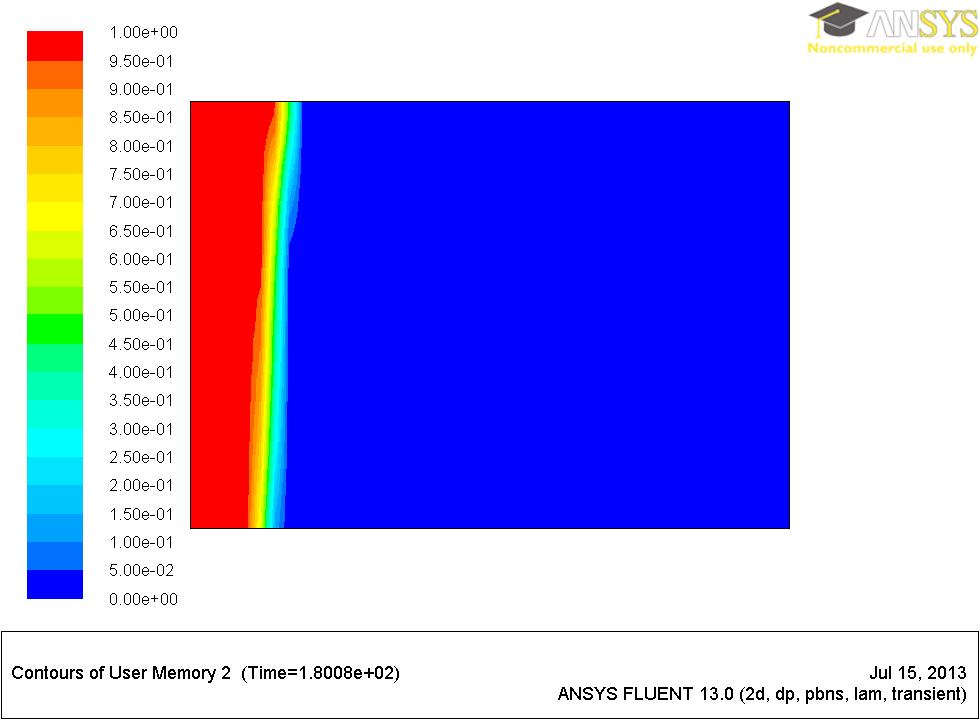 ANSYS
Noncommercial use only
1.00e+00
9.50e-01
9.00e-01
8.50e-01
8.00e-01
7.50e-01
7.00e-01
6.50e-01
6.00e-01
5.50e-01
5.00e-01
4.50e-01
4.00e-01
3.50e-01
3.00e-01
2.50e-01
2.00e-01
1.50e-01
1.00e-01
5.00e-02
0.00e+00
Contours of User Memory 2 (Time=1.8008e+02)
Jul 15, 2013
ANSYS FLUENT 13.0 (2d, dp, pbns, lam, transient)